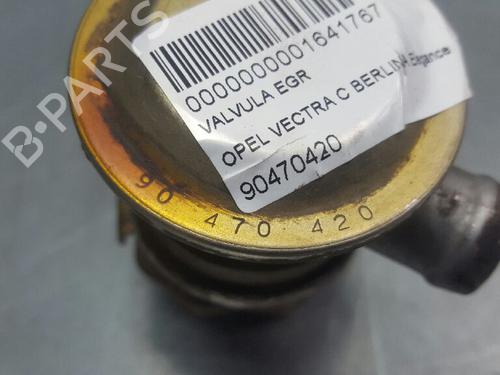 0000000001641767
VALVULA EGR
OPEL VECTRA C BERLINA Elegance
90470420
90 470 420
B-PARTS